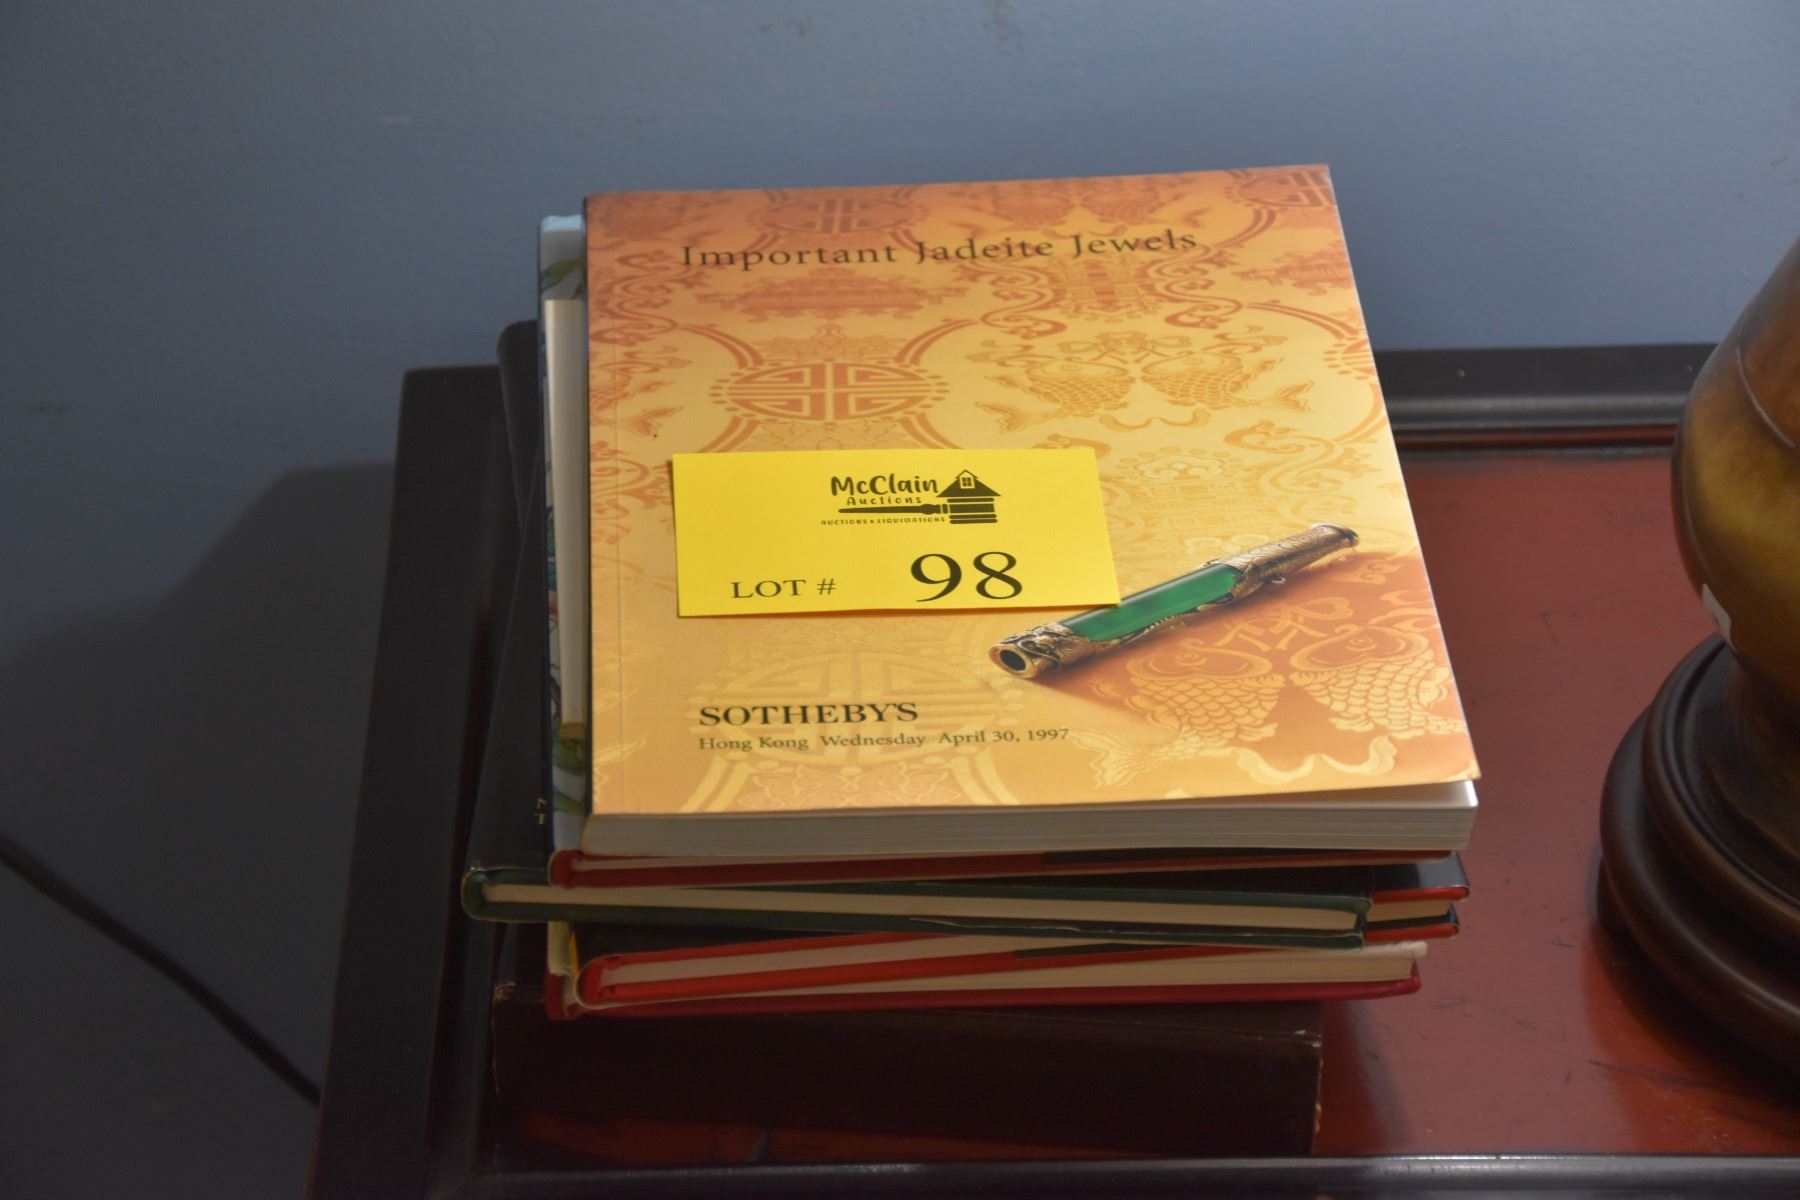 Important Jadeite Jewels
McClain
Auctions
AUCTIONS & LIQUIDATIONS
LOT # 98
SOTHEBY'S
Hong Kong Wednesday April 30, 1997